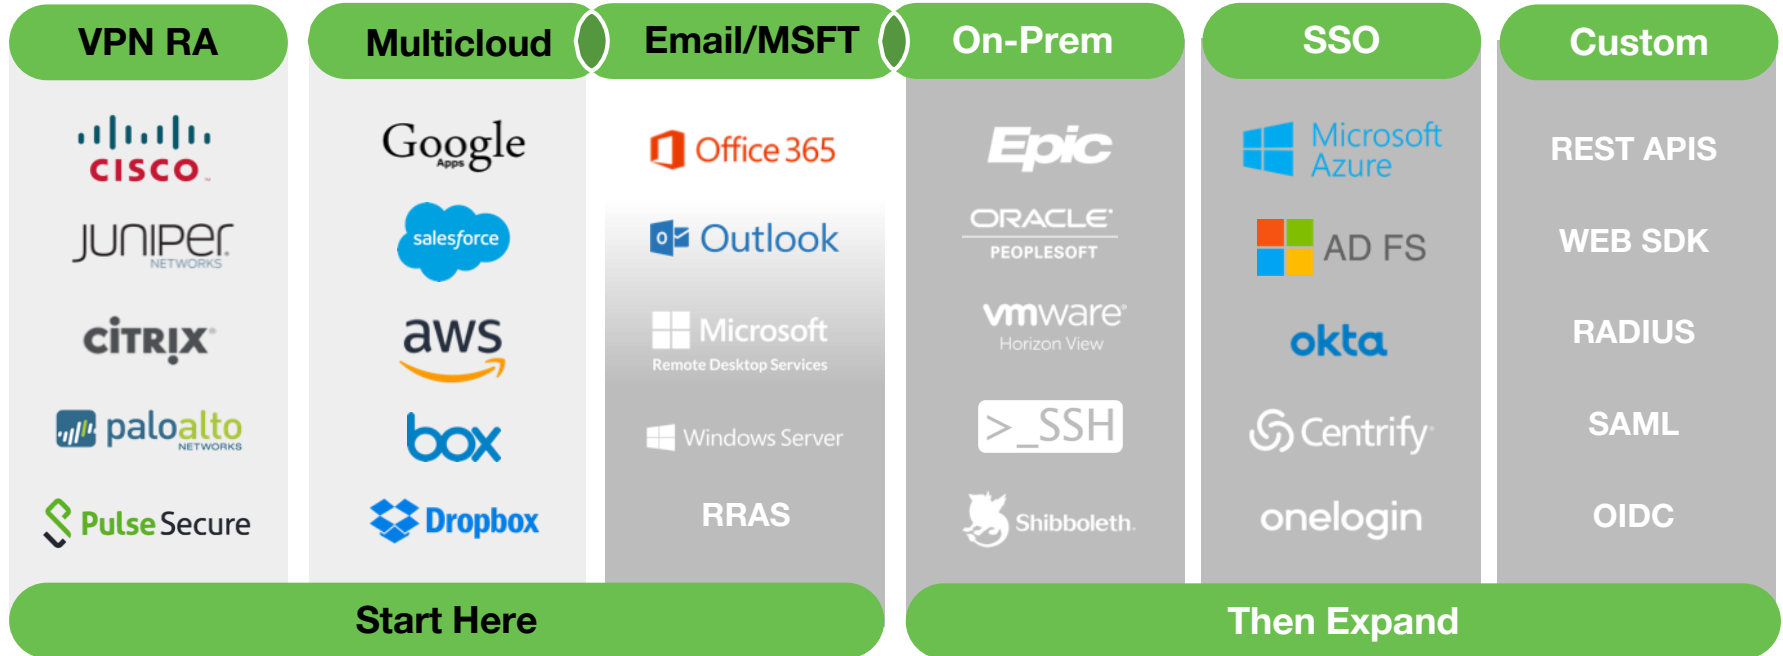 VPN RA
Multicloud
Email/MSFT
On-Prem
SSO
Custom
CISCO
JUNIPER
NETWORKS
CİTRIX
paloalto
NETWORKS
Pulse Secure
Google
Apps
salesforce
aws
box
Dropbox
Office 365
Outlook
Microsoft
Remote Desktop Services
Windows Server
RRAS
Epic
ORACLE
PEOPLESOFT
vmware
Horizon View
>_SSH
Shibboleth.
Microsoft
Azure
AD FS
okta
Centrify
onelogin
REST APIS
WEB SDK
RADIUS
SAML
OIDC
Start Here
Then Expand